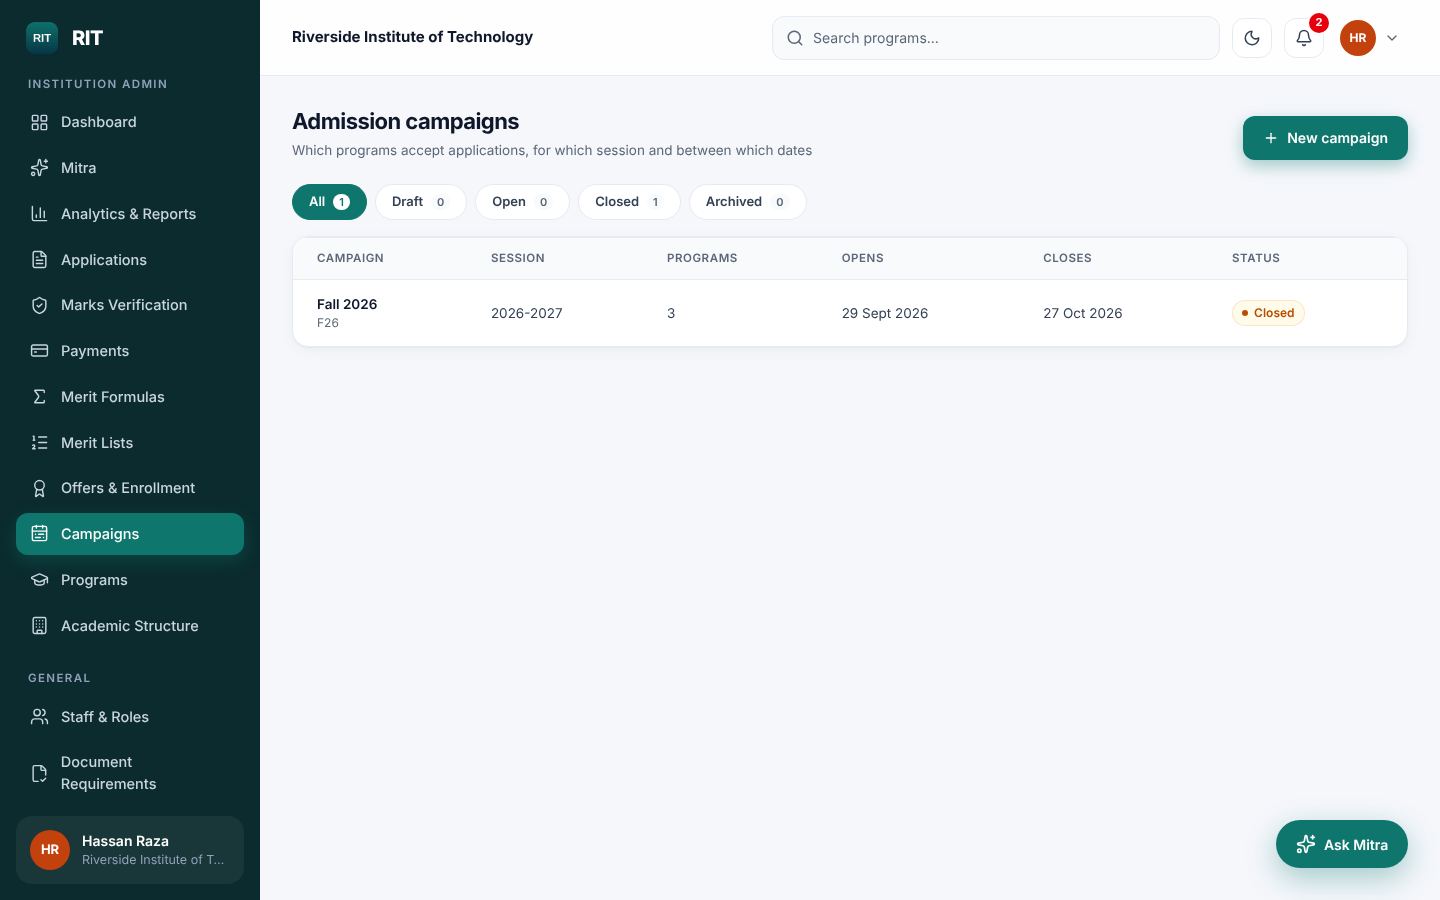 RIT
RIT
INSTITUTION ADMIN
Dashboard
Mitra
Analytics & Reports
Applications
Marks Verification
Payments
Merit Formulas
Merit Lists
Offers & Enrollment
Campaigns
Programs
Academic Structure
GENERAL
Staff & Roles
Document
Requirements
HR
Hassan Raza
Riverside Institute of T...
Riverside Institute of Technology
Search programs...
2
HR
Admission campaigns
Which programs accept applications, for which session and between which dates
New campaign
All 1
Draft 0
Open 0
Closed 1
Archived 0
CAMPAIGN SESSION PROGRAMS OPENS CLOSES STATUS
Fall 2026 2026-2027 3 29 Sept 2026 27 Oct 2026 Closed
F26
Ask Mitra